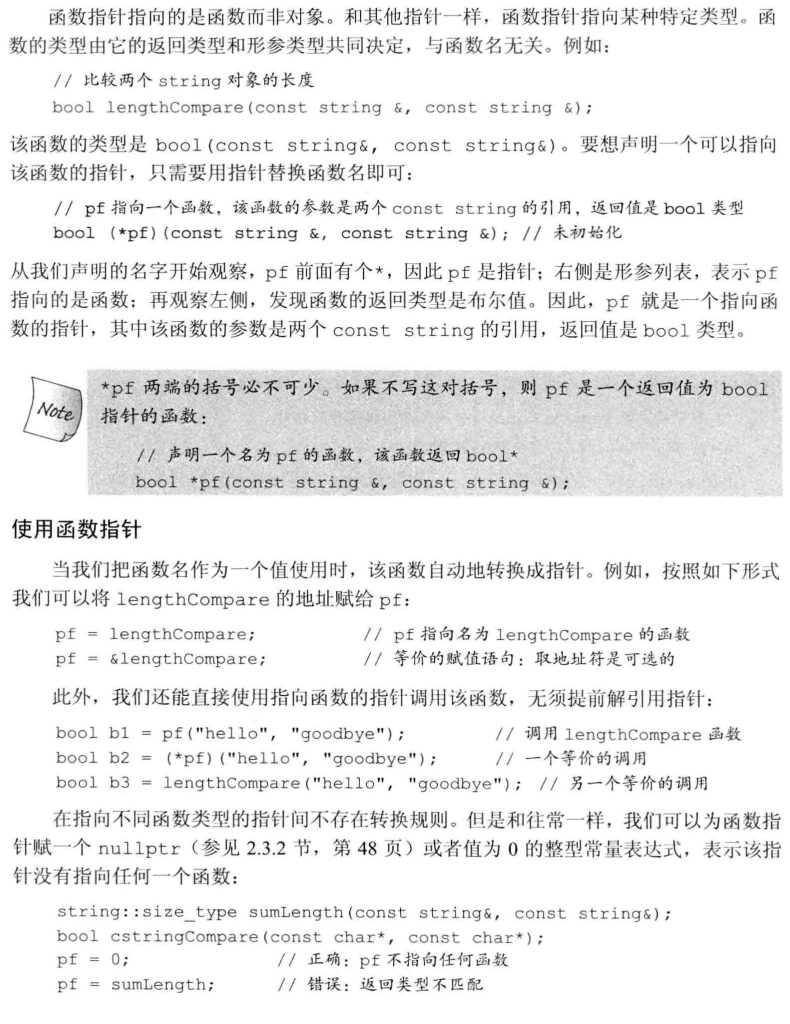 函数指针指向的是函数而非对象。和其他指针一样，函数指针指向某种特定类型。函
数的类型由它的返回类型和形参类型共同决定，与函数名无关。例如：
// 比较两个 string 对象的长度
bool lengthCompare(const string &, const string &);
该函数的类型是 bool(const string&, const string&)。要想声明一个可以指向
该函数的指针，只需要用指针替换函数名即可：
// pf 指向一个函数，该函数的参数是两个 const string 的引用，返回值是 bool 类型
bool (*pf)(const string &, const string &); // 未初始化
从我们声明的名字开始观察，pf 前面有个*，因此 pf 是指针；右侧是形参列表，表示 pf
指向的是函数；再观察左侧，发现函数的返回类型是布尔值。因此，pf 就是一个指向函
数的指针，其中该函数的参数是两个 const string 的引用，返回值是 bool 类型。
Note
*pf 两端的括号必不可少。如果不写这对括号，则 pf 是一个返回值为 bool
指针的函数：
// 声明一个名为 pf 的函数，该函数返回 bool*
bool *pf(const string &, const string &);
使用函数指针
当我们把函数名作为一个值使用时，该函数自动地转换成指针。例如，按照如下形式
我们可以将 lengthCompare 的地址赋给 pf：
pf = lengthCompare; // pf 指向名为 lengthCompare 的函数
pf = &lengthCompare; // 等价的赋值语句：取地址符是可选的
此外，我们还能直接使用指向函数的指针调用该函数，无须提前解引用指针：
bool b1 = pf("hello", "goodbye"); // 调用 lengthCompare 函数
bool b2 = (*pf)("hello", "goodbye"); // 一个等价的调用
bool b3 = lengthCompare("hello", "goodbye"); // 另一个等价的调用
在指向不同函数类型的指针间不存在转换规则。但是和往常一样，我们可以为函数指
针赋一个 nullptr（参见 2.3.2 节，第 48 页）或者值为 0 的整型常量表达式，表示该指
针没有指向任何一个函数：
string::size_type sumLength(const string&, const string&);
bool cstringCompare(const char*, const char*);
pf = 0; // 正确：pf 不指向任何函数
pf = sumLength; // 错误：返回类型不匹配